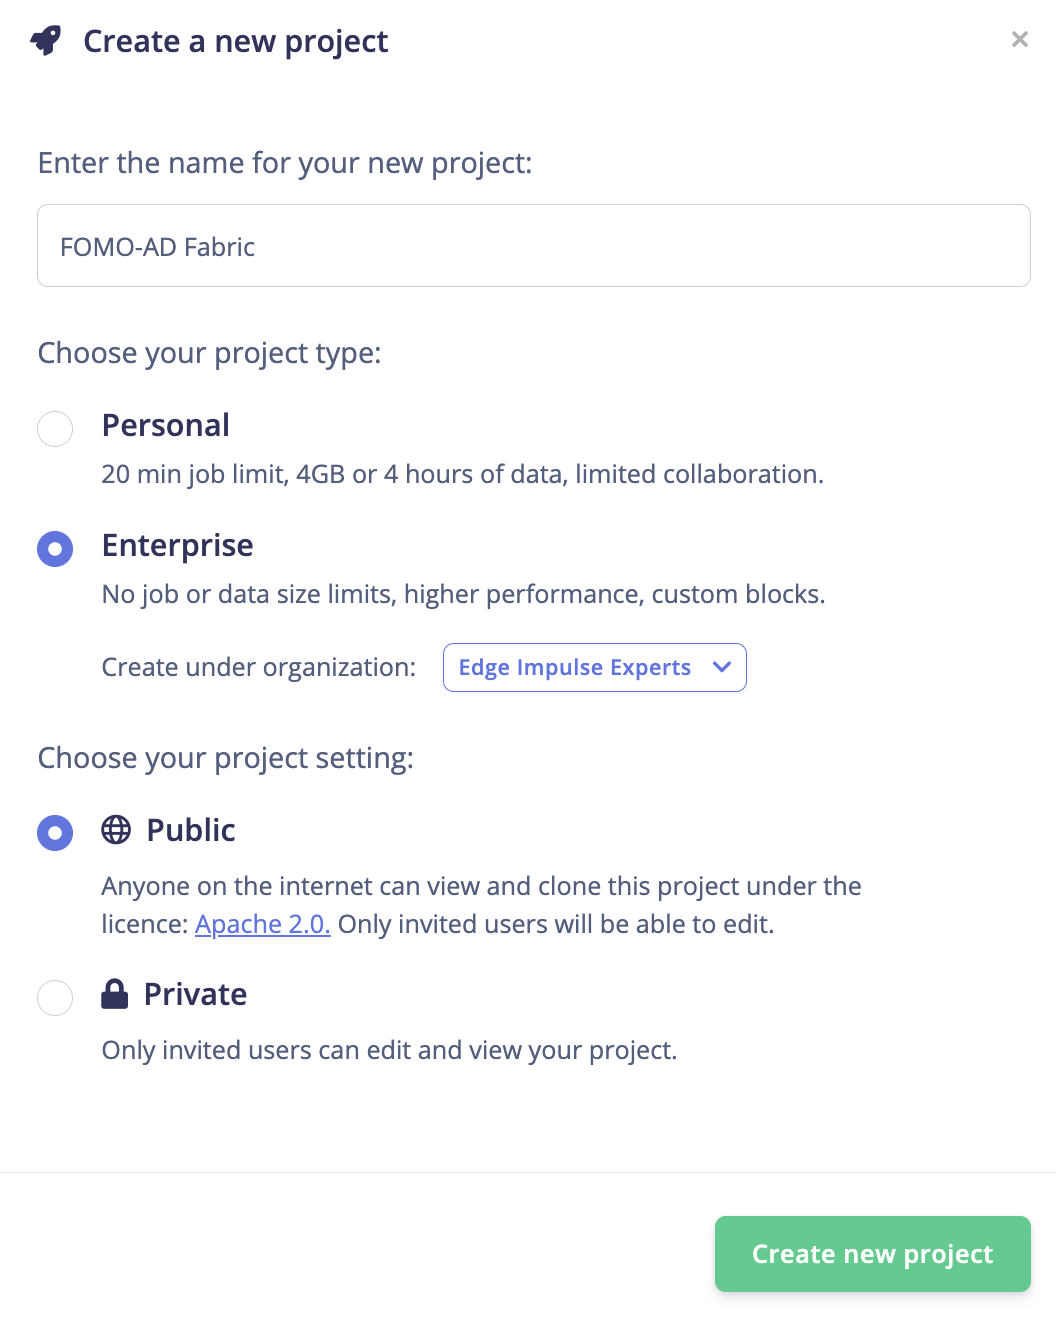 Create a new project
Enter the name for your new project:
FOMO-AD Fabric
Choose your project type:
Personal
20 min job limit, 4GB or 4 hours of data, limited collaboration.
Enterprise
No job or data size limits, higher performance, custom blocks.
Create under organization: Edge Impulse Experts
Choose your project setting:
Public
Anyone on the internet can view and clone this project under the
licence: Apache 2.0. Only invited users will be able to edit.
Private
Only invited users can edit and view your project.
Create new project